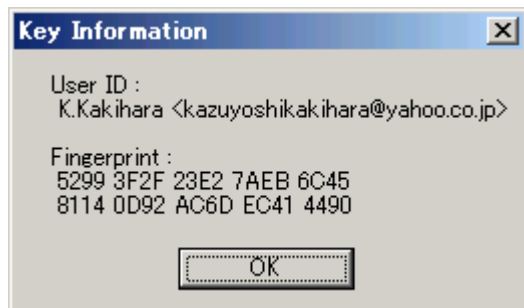 Key Information
User ID :
K.Kakihara <kazuyoshikakihara@yahoo.co.jp>
Fingerprint :
5299 3F2F 23E2 7AEB 6C45
8114 0D92 AC6D EC41 4490
OK